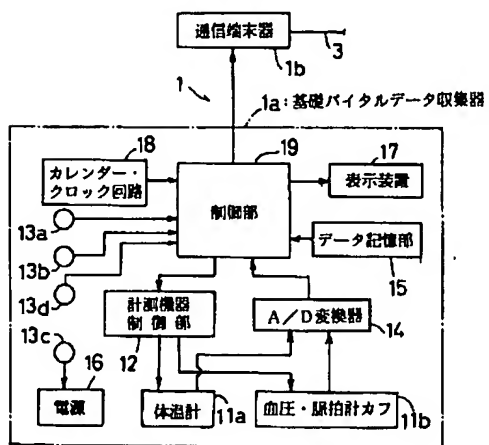 通信端末器
3
1b
1
1a:基礎バイタルデータ収集器
18
19
17
カレンダー・
クロック回路
制御部
表示装置
13a
13b
データ記憶部
15
13d
計測機器
制御部
A/D変換器
13c
12
14
16
電源
体温計
11a
血圧・脈拍計カフ
11b